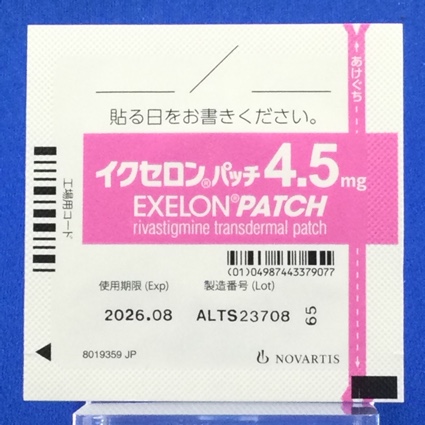 あけぐち
貼る日をお書きください。
イクセロン®パッチ4.5mg
EXELON®PATCH
rivastigmine transdermal patch
工場用コード
(01)04987443379077
使用期限 (Exp) 製造番号 (Lot)
2026.08 ALTS23708 65
8019359 JP
NOVARTIS